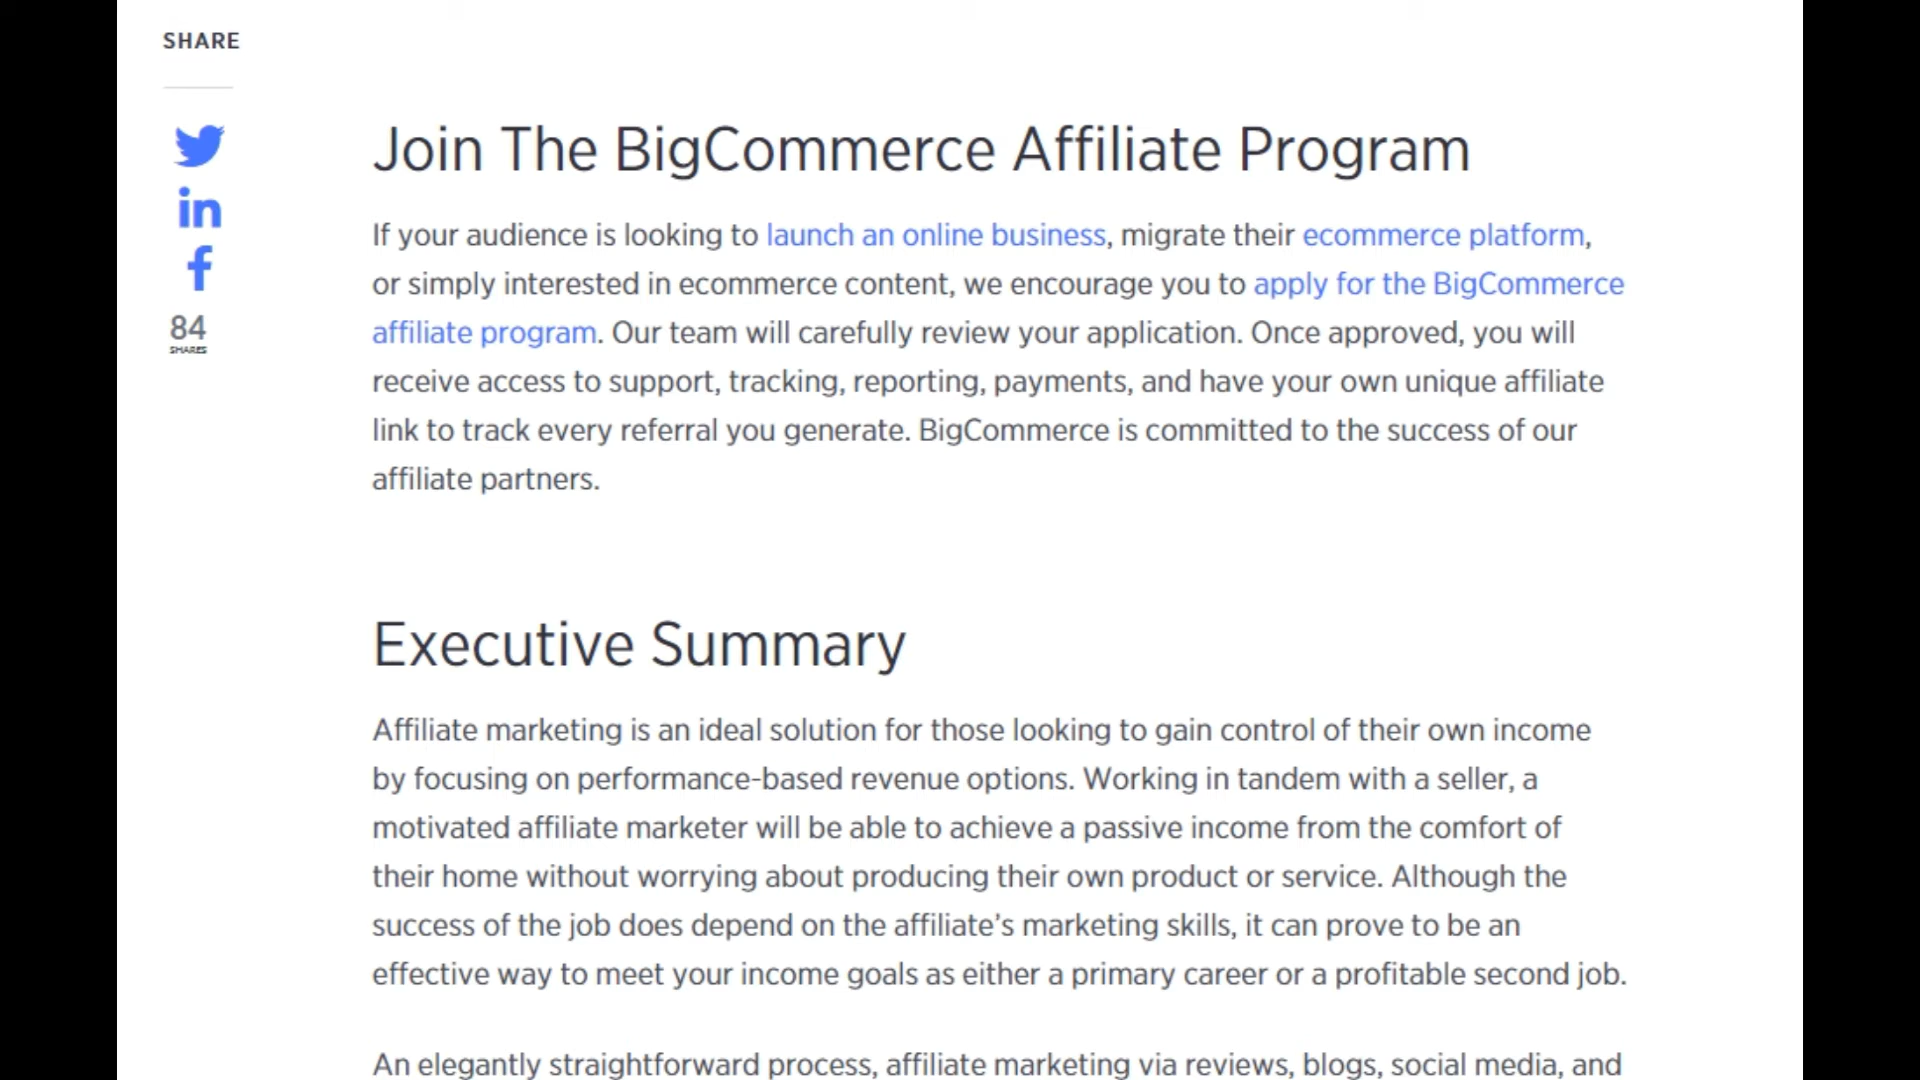 SHARE
84
SHARES
Join The BigCommerce Affiliate Program
If your audience is looking to launch an online business, migrate their ecommerce platform,
or simply interested in ecommerce content, we encourage you to apply for the BigCommerce
affiliate program. Our team will carefully review your application. Once approved, you will
receive access to support, tracking, reporting, payments, and have your own unique affiliate
link to track every referral you generate. BigCommerce is committed to the success of our
affiliate partners.
Executive Summary
Affiliate marketing is an ideal solution for those looking to gain control of their own income
by focusing on performance-based revenue options. Working in tandem with a seller, a
motivated affiliate marketer will be able to achieve a passive income from the comfort of
their home without worrying about producing their own product or service. Although the
success of the job does depend on the affiliate’s marketing skills, it can prove to be an
effective way to meet your income goals as either a primary career or a profitable second job.
An elegantly straightforward process, affiliate marketing via reviews, blogs, social media, and